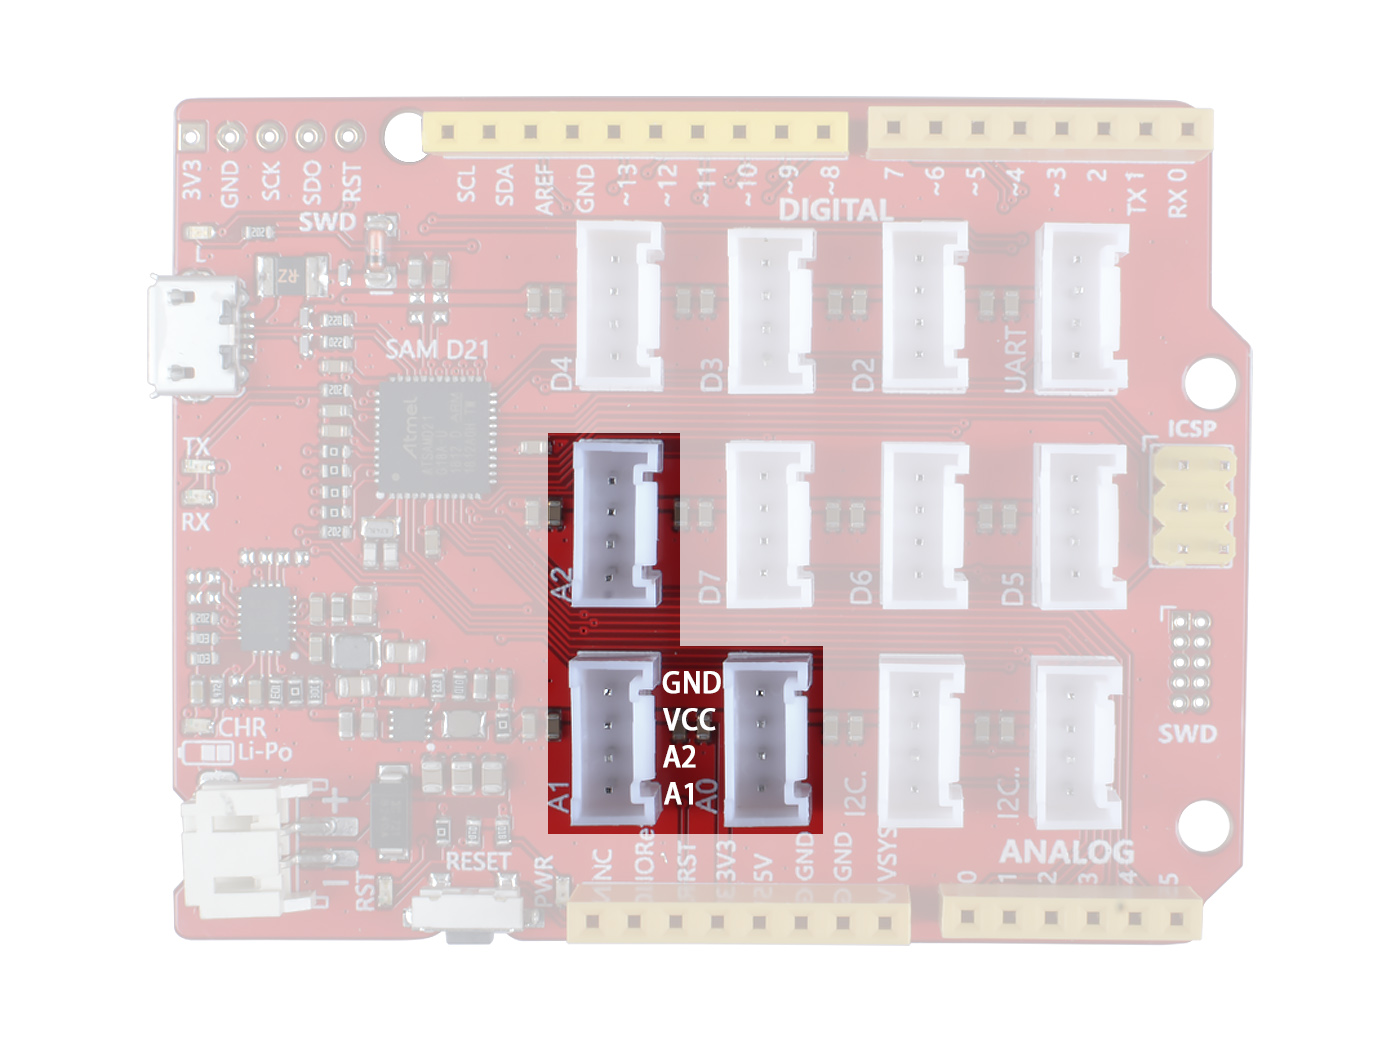 3V3
GND
SCK
SDO
RST
SWD
SCL
SDA
AREF
GND
~13
~12
~11
~10
~9
~8
7
~6
~5
~4
~3
2
TX 1
RX 0
DIGITAL
L
SAM D21
D4
D3
D2
UART
ICSP
TX
RX
Atmel
A2
D7
D6
D5
GND
VCC
A2
A1
A1
A0
I2C
I2C
SWD
CHR
Li-Po
+
−
RST
RESET
PWR
NC
RST
3V3
5V
GND
GND
VSYS
ANALOG
0
1
2
3
4
5